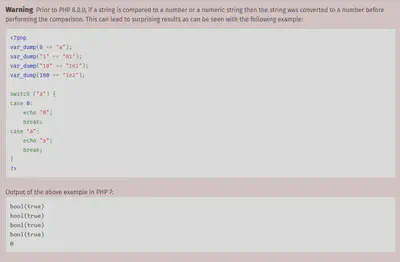 Warning Prior to PHP 8.0.0, if a string is compared to a number or a numeric string then the string was converted to a number before
performing the comparison. This can lead to surprising results as can be seen with the following example:
<?php
var_dump(0 == "a");
var_dump("1" == "01");
var_dump("10" == "1e1");
var_dump(100 == "1e2");
switch ("a") {
case 0:
echo "0";
break;
case "a":
echo "a";
break;
}
?>
Output of the above example in PHP 7:
bool(true)
bool(true)
bool(true)
bool(true)
0